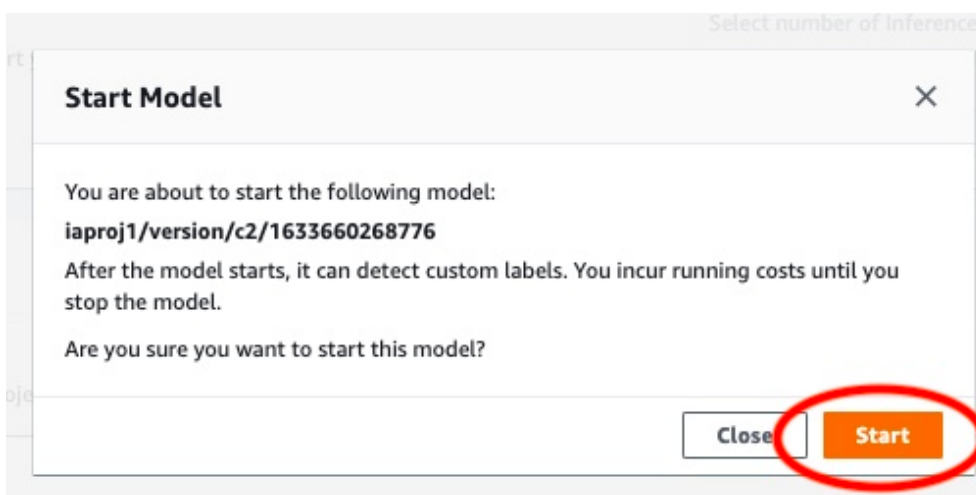 Select number of Inference
rt
Start Model
You are about to start the following model:
iaproj1/version/c2/1633660268776
After the model starts, it can detect custom labels. You incur running costs until you
stop the model.
Are you sure you want to start this model?
oje
Close
Start